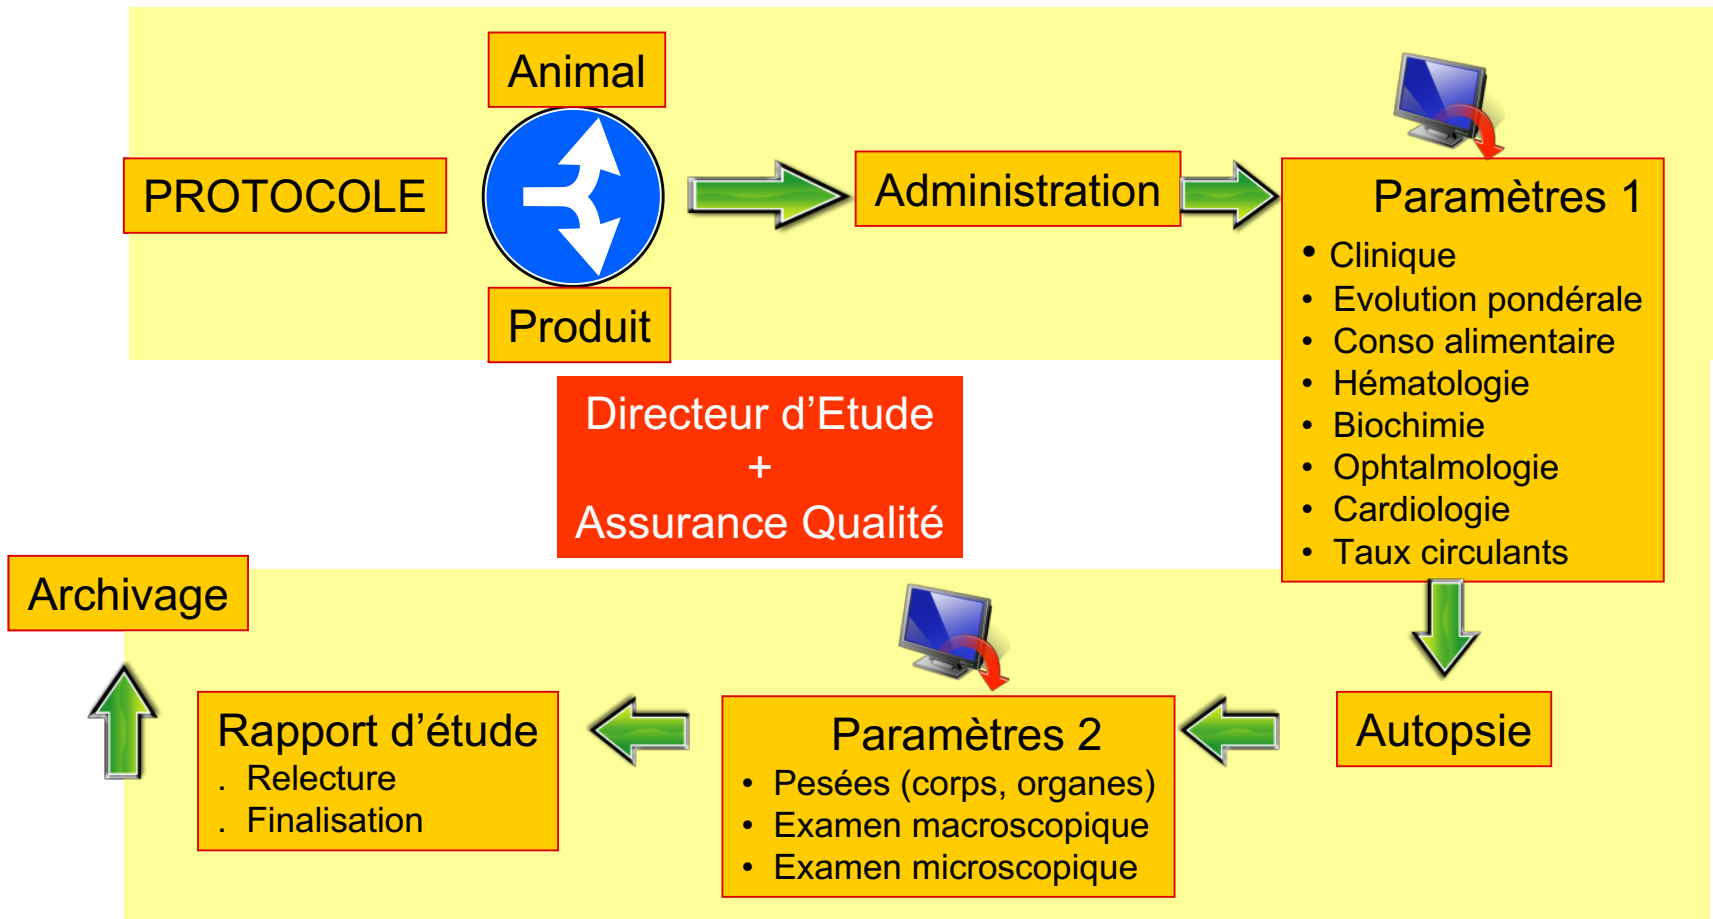 Animal
PROTOCOLE
Produit
Administration
Paramètres 1
• Clinique
• Evolution pondérale
• Conso alimentaire
• Hématologie
• Biochimie
• Ophtalmologie
• Cardiologie
• Taux circulants
Directeur d’Etude
+
Assurance Qualité
Autopsie
Paramètres 2
• Pesées (corps, organes)
• Examen macroscopique
• Examen microscopique
Rapport d’étude
. Relecture
. Finalisation
Archivage